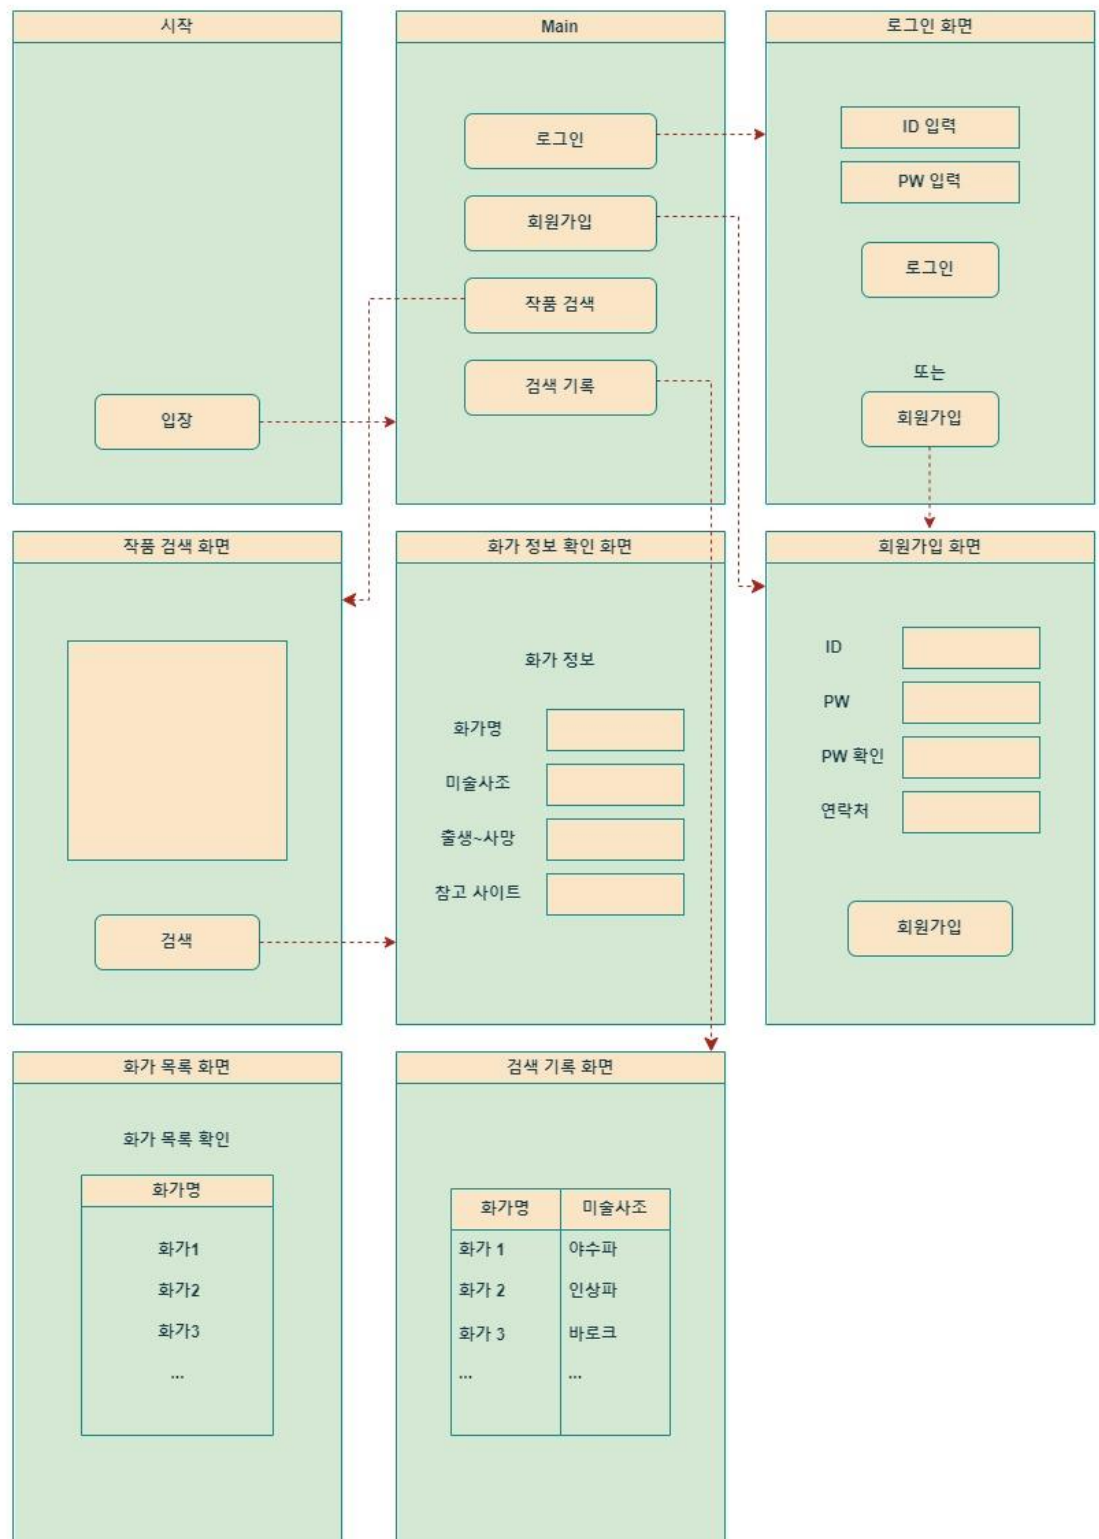 시작
입장
Main
로그인
회원가입
작품 검색
검색 기록
로그인 화면
ID 입력
PW 입력
로그인
또는
회원가입
작품 검색 화면
검색
화가 정보 확인 화면
화가 정보
화가명
미술사조
출생~사망
참고 사이트
회원가입 화면
ID
PW
PW 확인
연락처
회원가입
화가 목록 화면
화가 목록 확인
화가명
화가1
화가2
화가3
...
검색 기록 화면
화가명 미술사조
화가 1 야수파
화가 2 인상파
화가 3 바로크
... ...